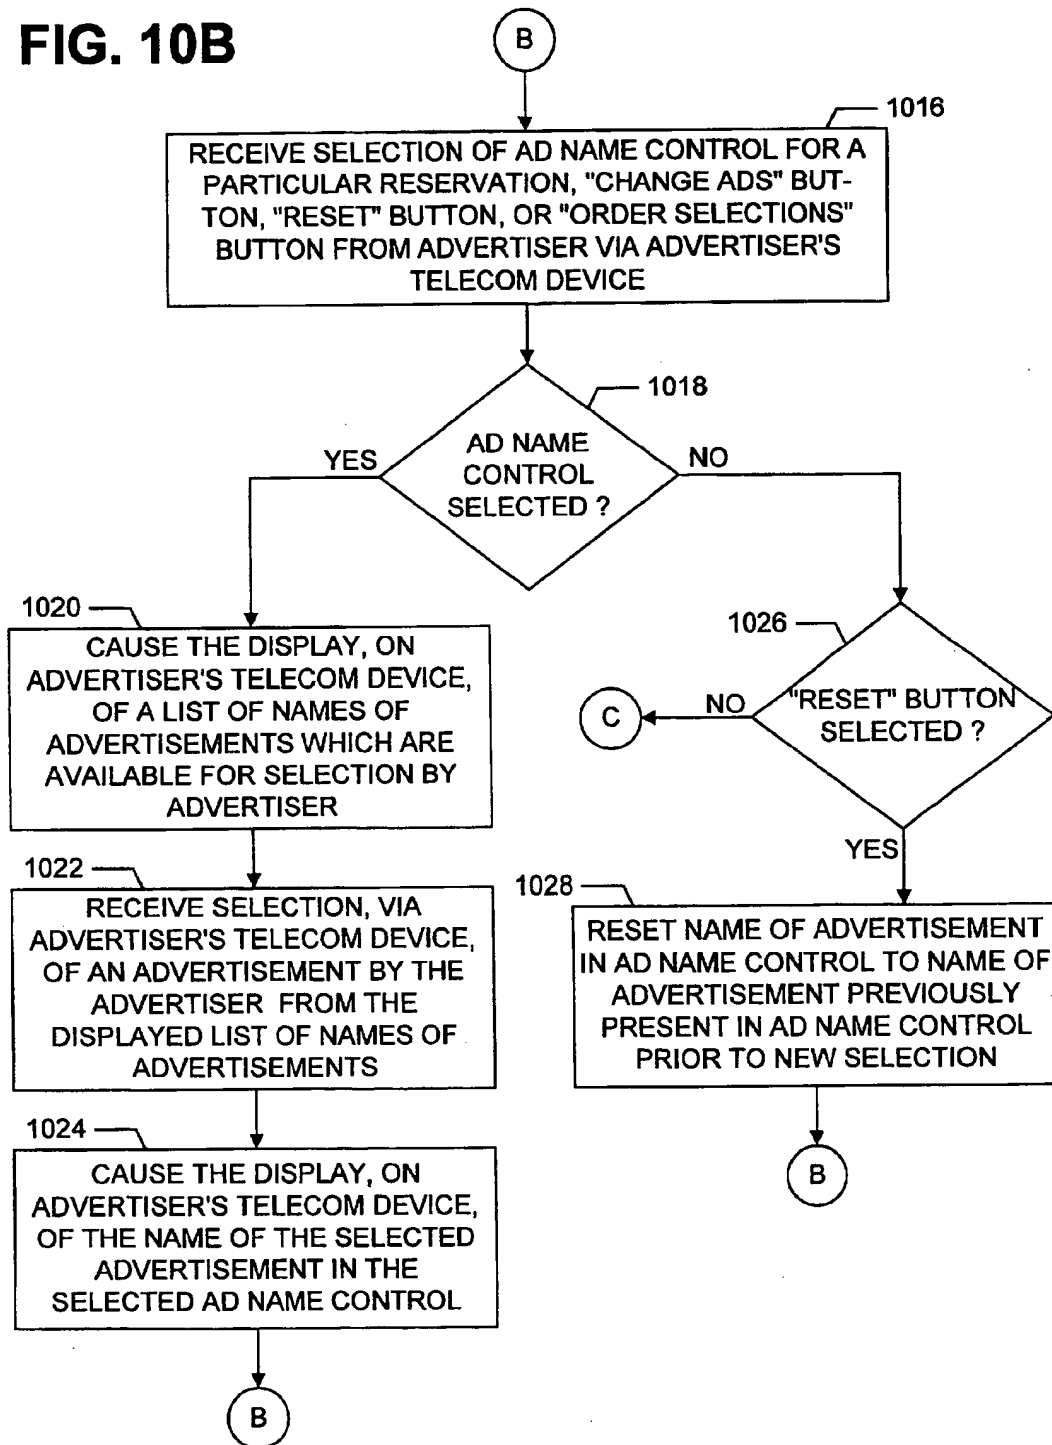 FIG. 10B
B
1016
RECEIVE SELECTION OF AD NAME CONTROL FOR A
PARTICULAR RESERVATION, "CHANGE ADS" BUT-
TON, "RESET" BUTTON, OR "ORDER SELECTIONS"
BUTTON FROM ADVERTISER VIA ADVERTISER'S
TELECOM DEVICE
1018
AD NAME
CONTROL
SELECTED ?
YES
NO
1020
CAUSE THE DISPLAY, ON
ADVERTISER'S TELECOM DEVICE,
OF A LIST OF NAMES OF
ADVERTISEMENTS WHICH ARE
AVAILABLE FOR SELECTION BY
ADVERTISER
1022
RECEIVE SELECTION, VIA
ADVERTISER'S TELECOM DEVICE,
OF AN ADVERTISEMENT BY THE
ADVERTISER FROM THE
DISPLAYED LIST OF NAMES OF
ADVERTISEMENTS
1024
CAUSE THE DISPLAY, ON
ADVERTISER'S TELECOM DEVICE,
OF THE NAME OF THE SELECTED
ADVERTISEMENT IN THE
SELECTED AD NAME CONTROL
B
1026
"RESET" BUTTON
SELECTED ?
NO
C
YES
1028
RESET NAME OF ADVERTISEMENT
IN AD NAME CONTROL TO NAME OF
ADVERTISEMENT PREVIOUSLY
PRESENT IN AD NAME CONTROL
PRIOR TO NEW SELECTION
B